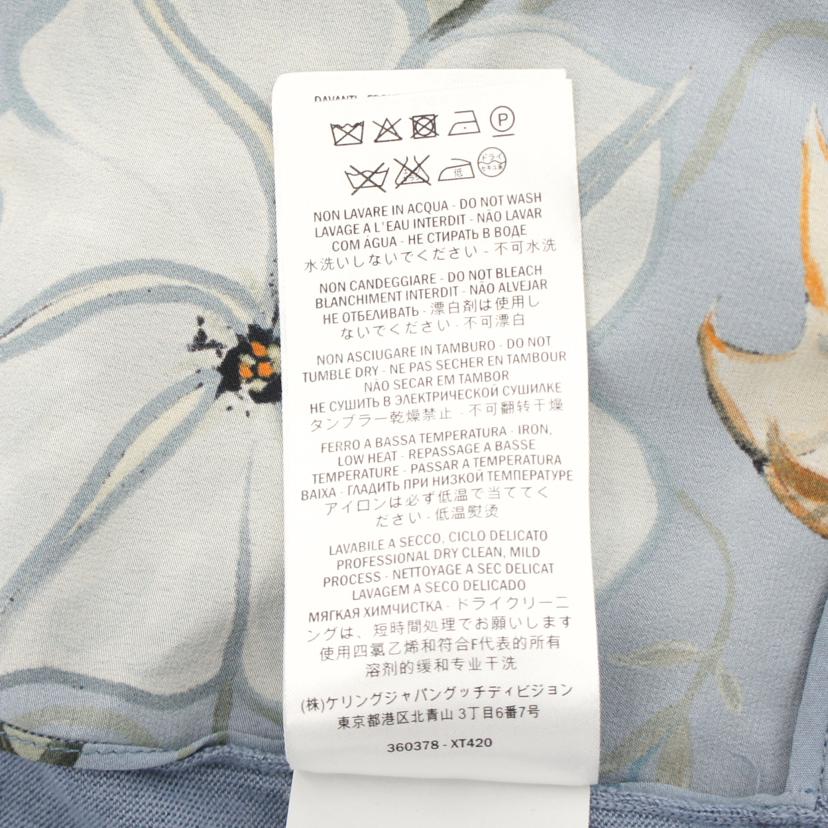 P
ドライ
低
セキユ系
NON LAVARE IN ACQUA - DO NOT WASH
LAVAGE A L'EAU INTERDIT - NÃO LAVAR
COM ÁGUA - НЕ СТИРАТЬ В ВОДЕ
水洗いしないでください - 不可水洗
NON CANDEGGIARE - DO NOT BLEACH
BLANCHIMENT INTERDIT - NÃO ALVEJAR
НЕ ОТБЕЛИВАТЬ - 漂白剤は使用し
ないでください - 不可漂白
NON ASCIUGARE IN TAMBURO - DO NOT
TUMBLE DRY - NE PAS SECHER EN TAMBOUR
NÃO SECAR EM TAMBOR
НЕ СУШИТЬ В ЭЛЕКТРИЧЕСКОЙ СУШИЛКЕ
タンブラー乾燥禁止 - 不可翻转干燥
FERRO A BASSA TEMPERATURA - IRON,
LOW HEAT - REPASSAGE A BASSE
TEMPERATURE - PASSAR A TEMPERATURA
BAIXA - ГЛАДИТЬ ПРИ НИЗКОЙ ТЕМПЕРАТУРЕ
アイロンは必ず低温で当ててく
ださい - 低温熨烫
LAVABILE A SECCO, CICLO DELICATO
PROFESSIONAL DRY CLEAN, MILD
PROCESS - NETTOYAGE A SEC DELICAT
LAVAGEM A SECO DELICADO
МЯГКАЯ ХИМЧИСТКА - ドライクリーニ
ングは、短時間処理でお願いします
使用四氯乙烯和符合F代表的所有
溶剂的缓和专业干洗
(株)ケリングジャパングッチディビジョン
東京都港区北青山 3丁目6番7号
360378 - XT420